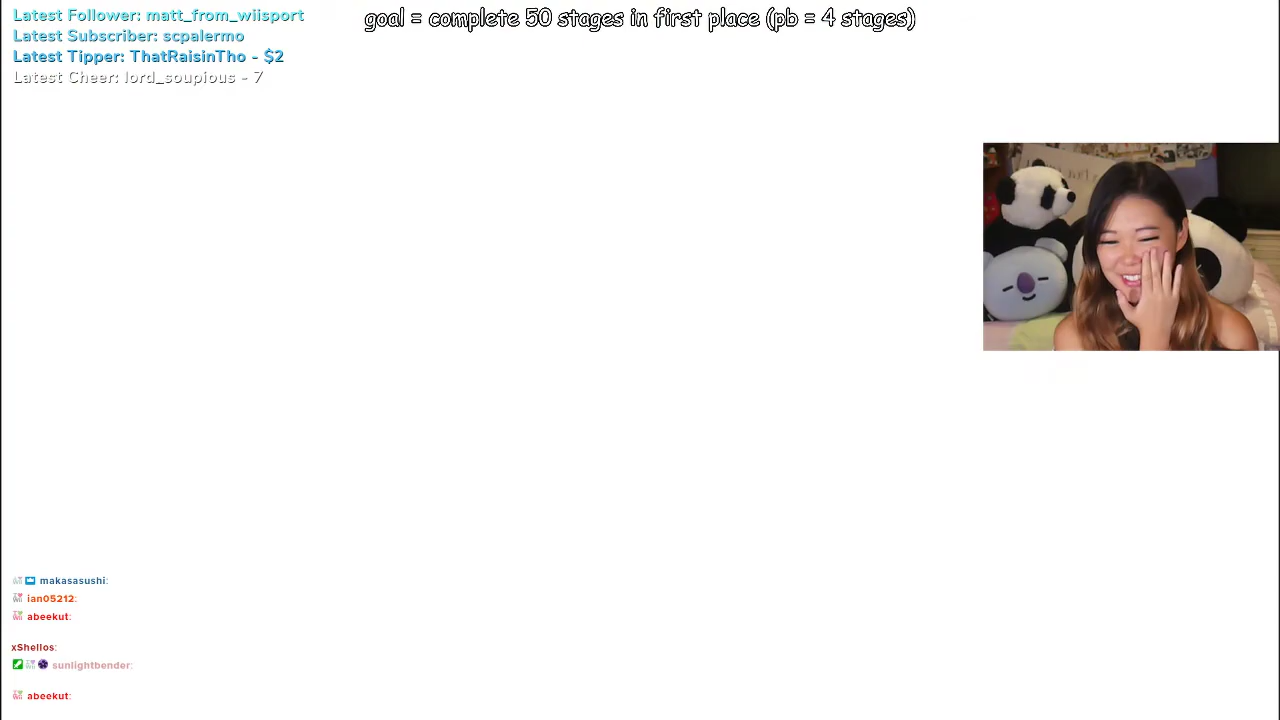 Latest Follower: matt_from_wiisport
goal = complete 50 stages in first place (pb = 4 stages)
Latest Subscriber: scpalermo
Latest Tipper: ThatRaisinTho - $2
Latest Cheer: lord_soupious - 7
makasasushi:
ian05212:
abeekut:
xShellos:
sunlightbender:
abeekut: